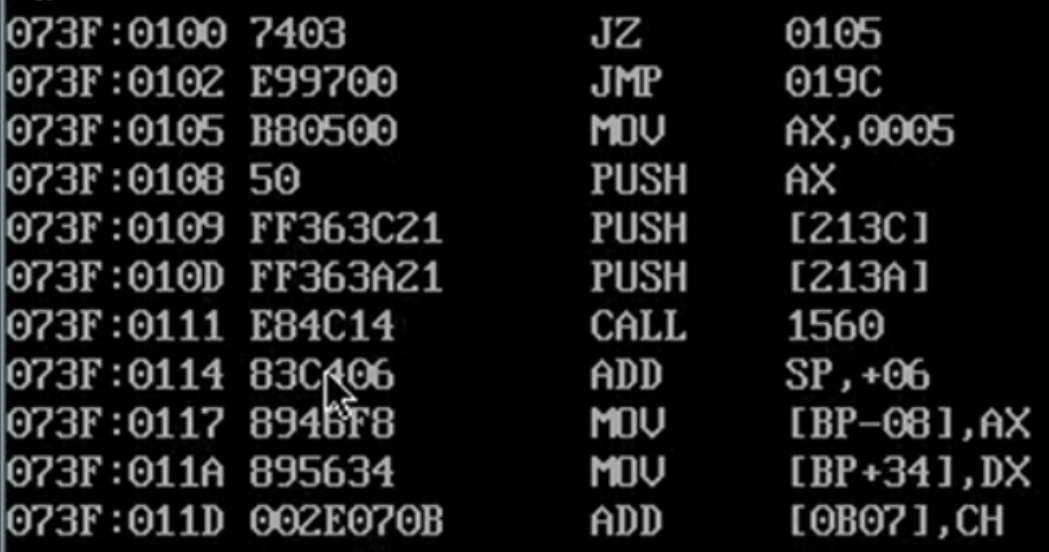 073F:0100 7403 JZ 0105
073F:0102 E99700 JMP 019C
073F:0105 B80500 MOV AX,0005
073F:0108 50 PUSH AX
073F:0109 FF363C21 PUSH [213C]
073F:010D FF363A21 PUSH [213A]
073F:0111 E84C14 CALL 1560
073F:0114 83C406 ADD SP,+06
073F:0117 8946F8 MOV [BP-08],AX
073F:011A 895634 MOV [BP+34],DX
073F:011D 002E070B ADD [0B07],CH